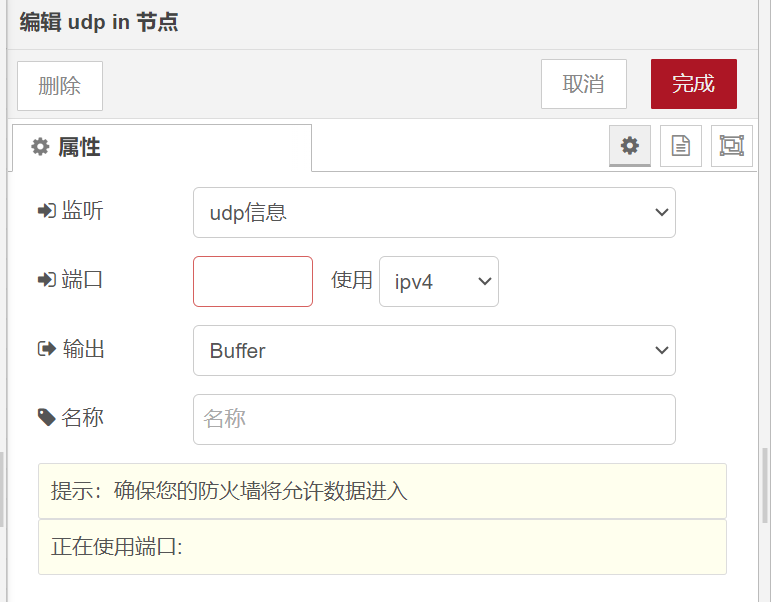 编辑 udp in 节点
删除
取消
完成
属性
监听
udp信息
端口
使用
ipv4
输出
Buffer
名称
名称
提示：确保您的防火墙将允许数据进入
正在使用端口: